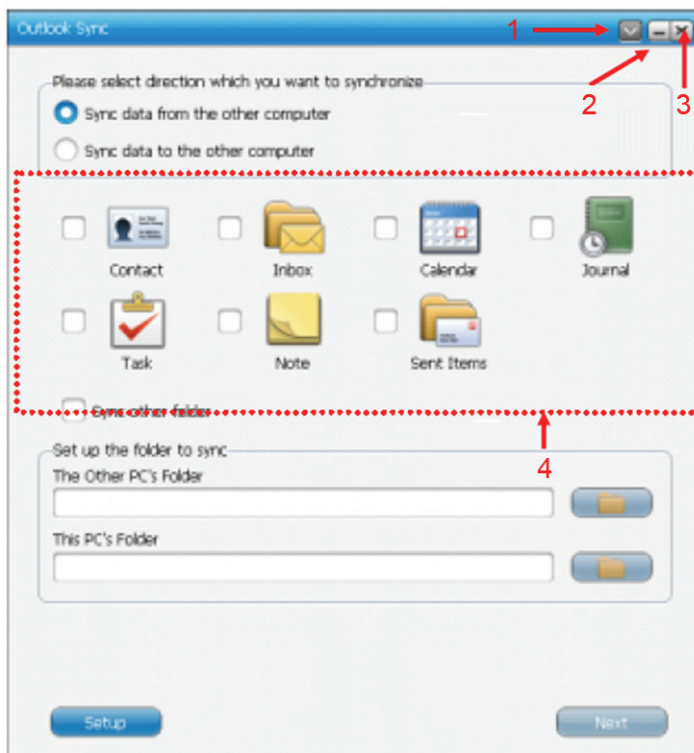 Outlook Sync
1
2
3
Please select direction which you want to synchronize
Sync data from the other computer
Sync data to the other computer
Contact Inbox Calendar Journal
Task Note Sent Items
Sync other folder
4
Set up the folder to sync
The Other PC's Folder
This PC's Folder
Setup Next